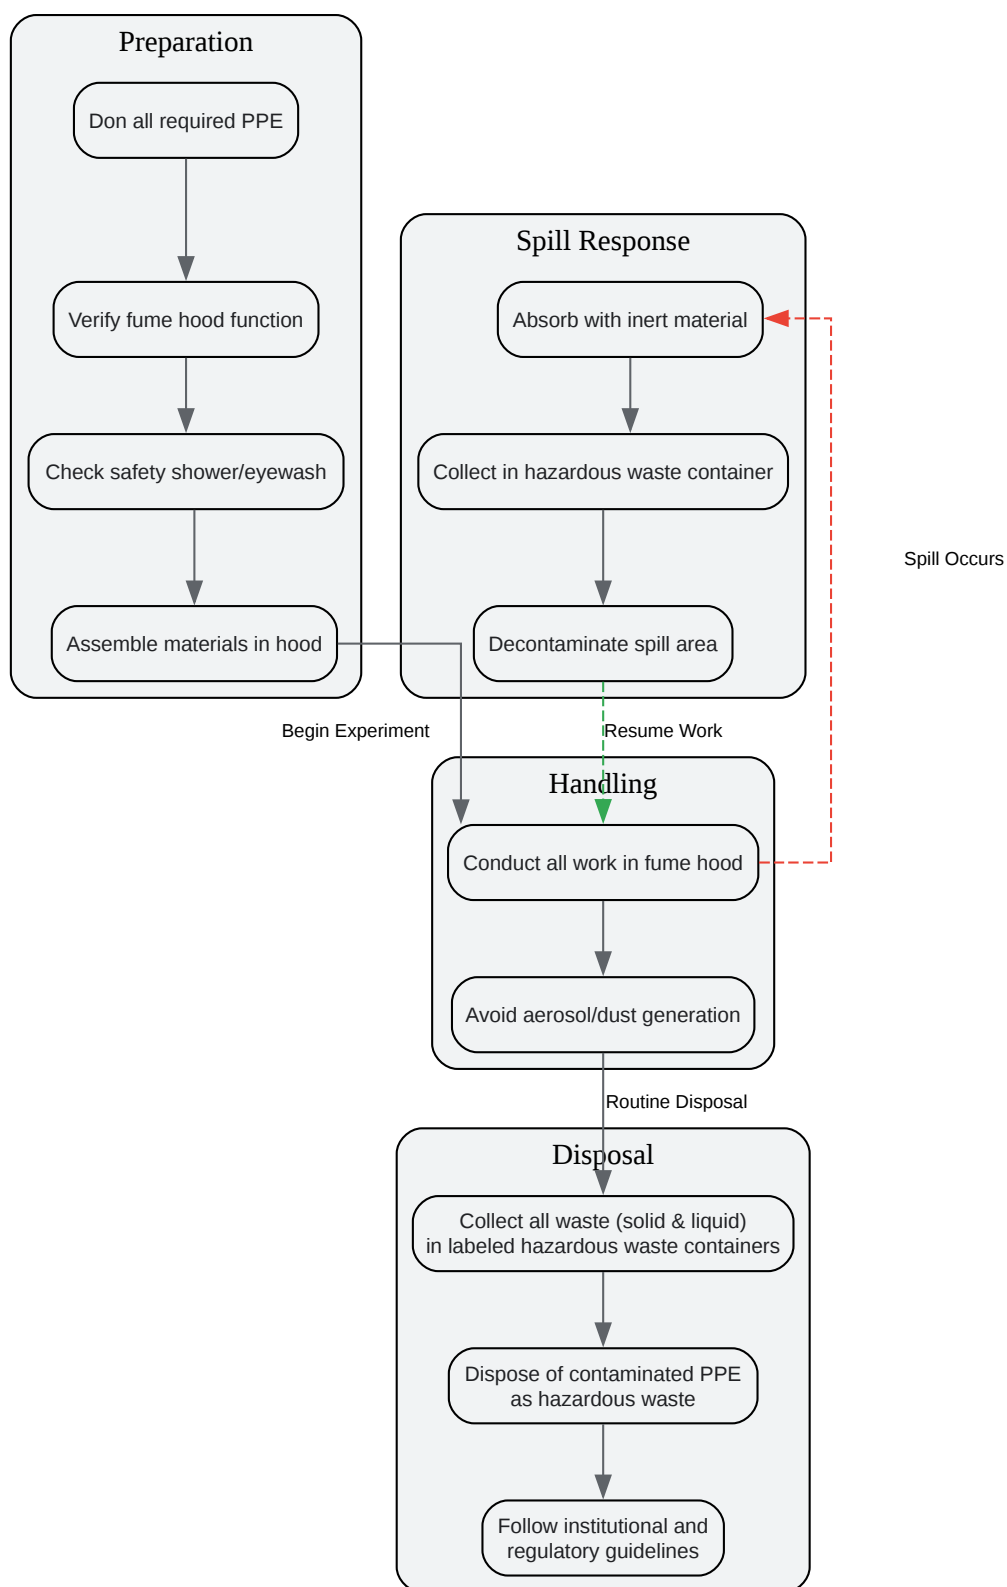 Preparation
Don all required PPE
Verify fume hood function
Check safety shower/eyewash
Assemble materials in hood
Begin Experiment
Spill Response
Absorb with inert material
Collect in hazardous waste container
Decontaminate spill area
Spill Occurs
Resume Work
Handling
Conduct all work in fume hood
Avoid aerosol/dust generation
Routine Disposal
Disposal
Collect all waste (solid & liquid)
in labeled hazardous waste containers
Dispose of contaminated PPE
as hazardous waste
Follow institutional and
regulatory guidelines